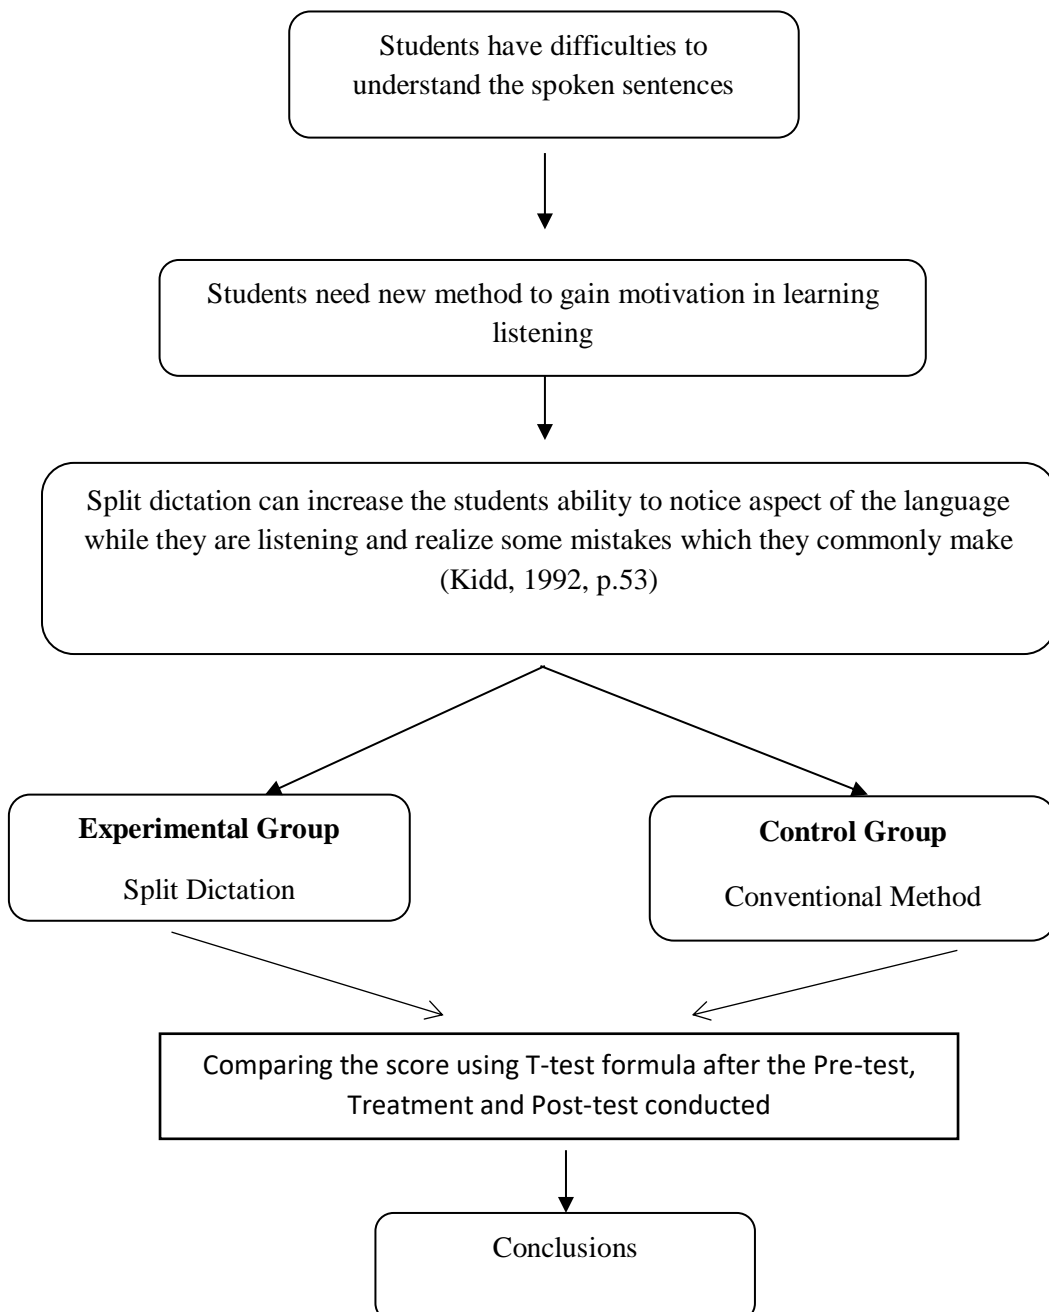 Students have difficulties to
understand the spoken sentences
Students need new method to gain motivation in learning
listening
Split dictation can increase the students ability to notice aspect of the language
while they are listening and realize some mistakes which they commonly make
(Kidd, 1992, p.53)
Experimental Group
Split Dictation
Control Group
Conventional Method
Comparing the score using T-test formula after the Pre-test,
Treatment and Post-test conducted
Conclusions